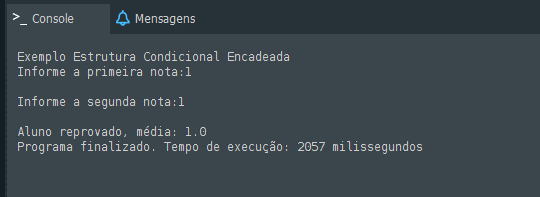 >_ Console Mensagens
Exemplo Estrutura Condicional Encadeada
Informe a primeira nota:1
Informe a segunda nota:1
Aluno reprovado, média: 1.0
Programa finalizado. Tempo de execução: 2057 milissegundos